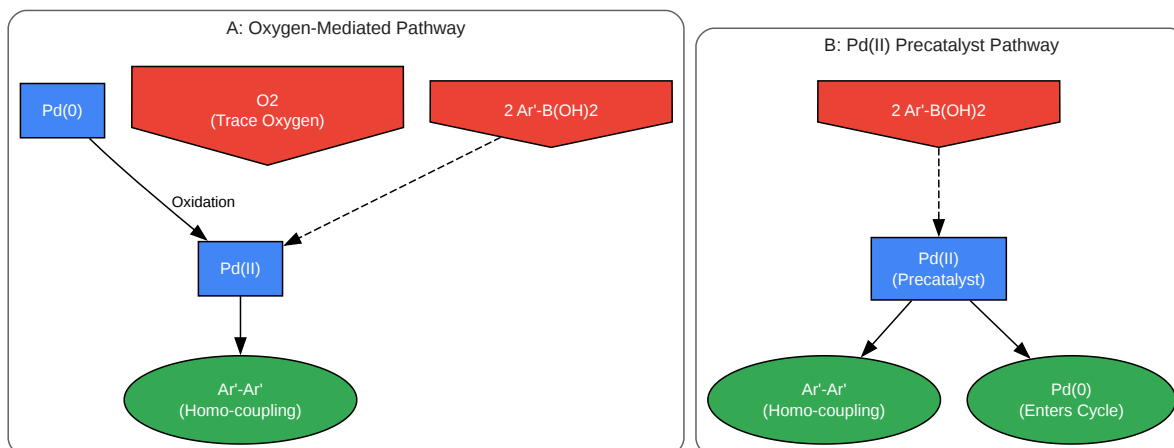 A: Oxygen-Mediated Pathway
Pd(0)
O2
(Trace Oxygen)
2 Ar'-B(OH)2
Oxidation
Pd(II)
Ar'-Ar'
(Homo-coupling)
B: Pd(II) Precatalyst Pathway
2 Ar'-B(OH)2
Pd(II)
(Precatalyst)
Ar'-Ar'
(Homo-coupling)
Pd(0)
(Enters Cycle)